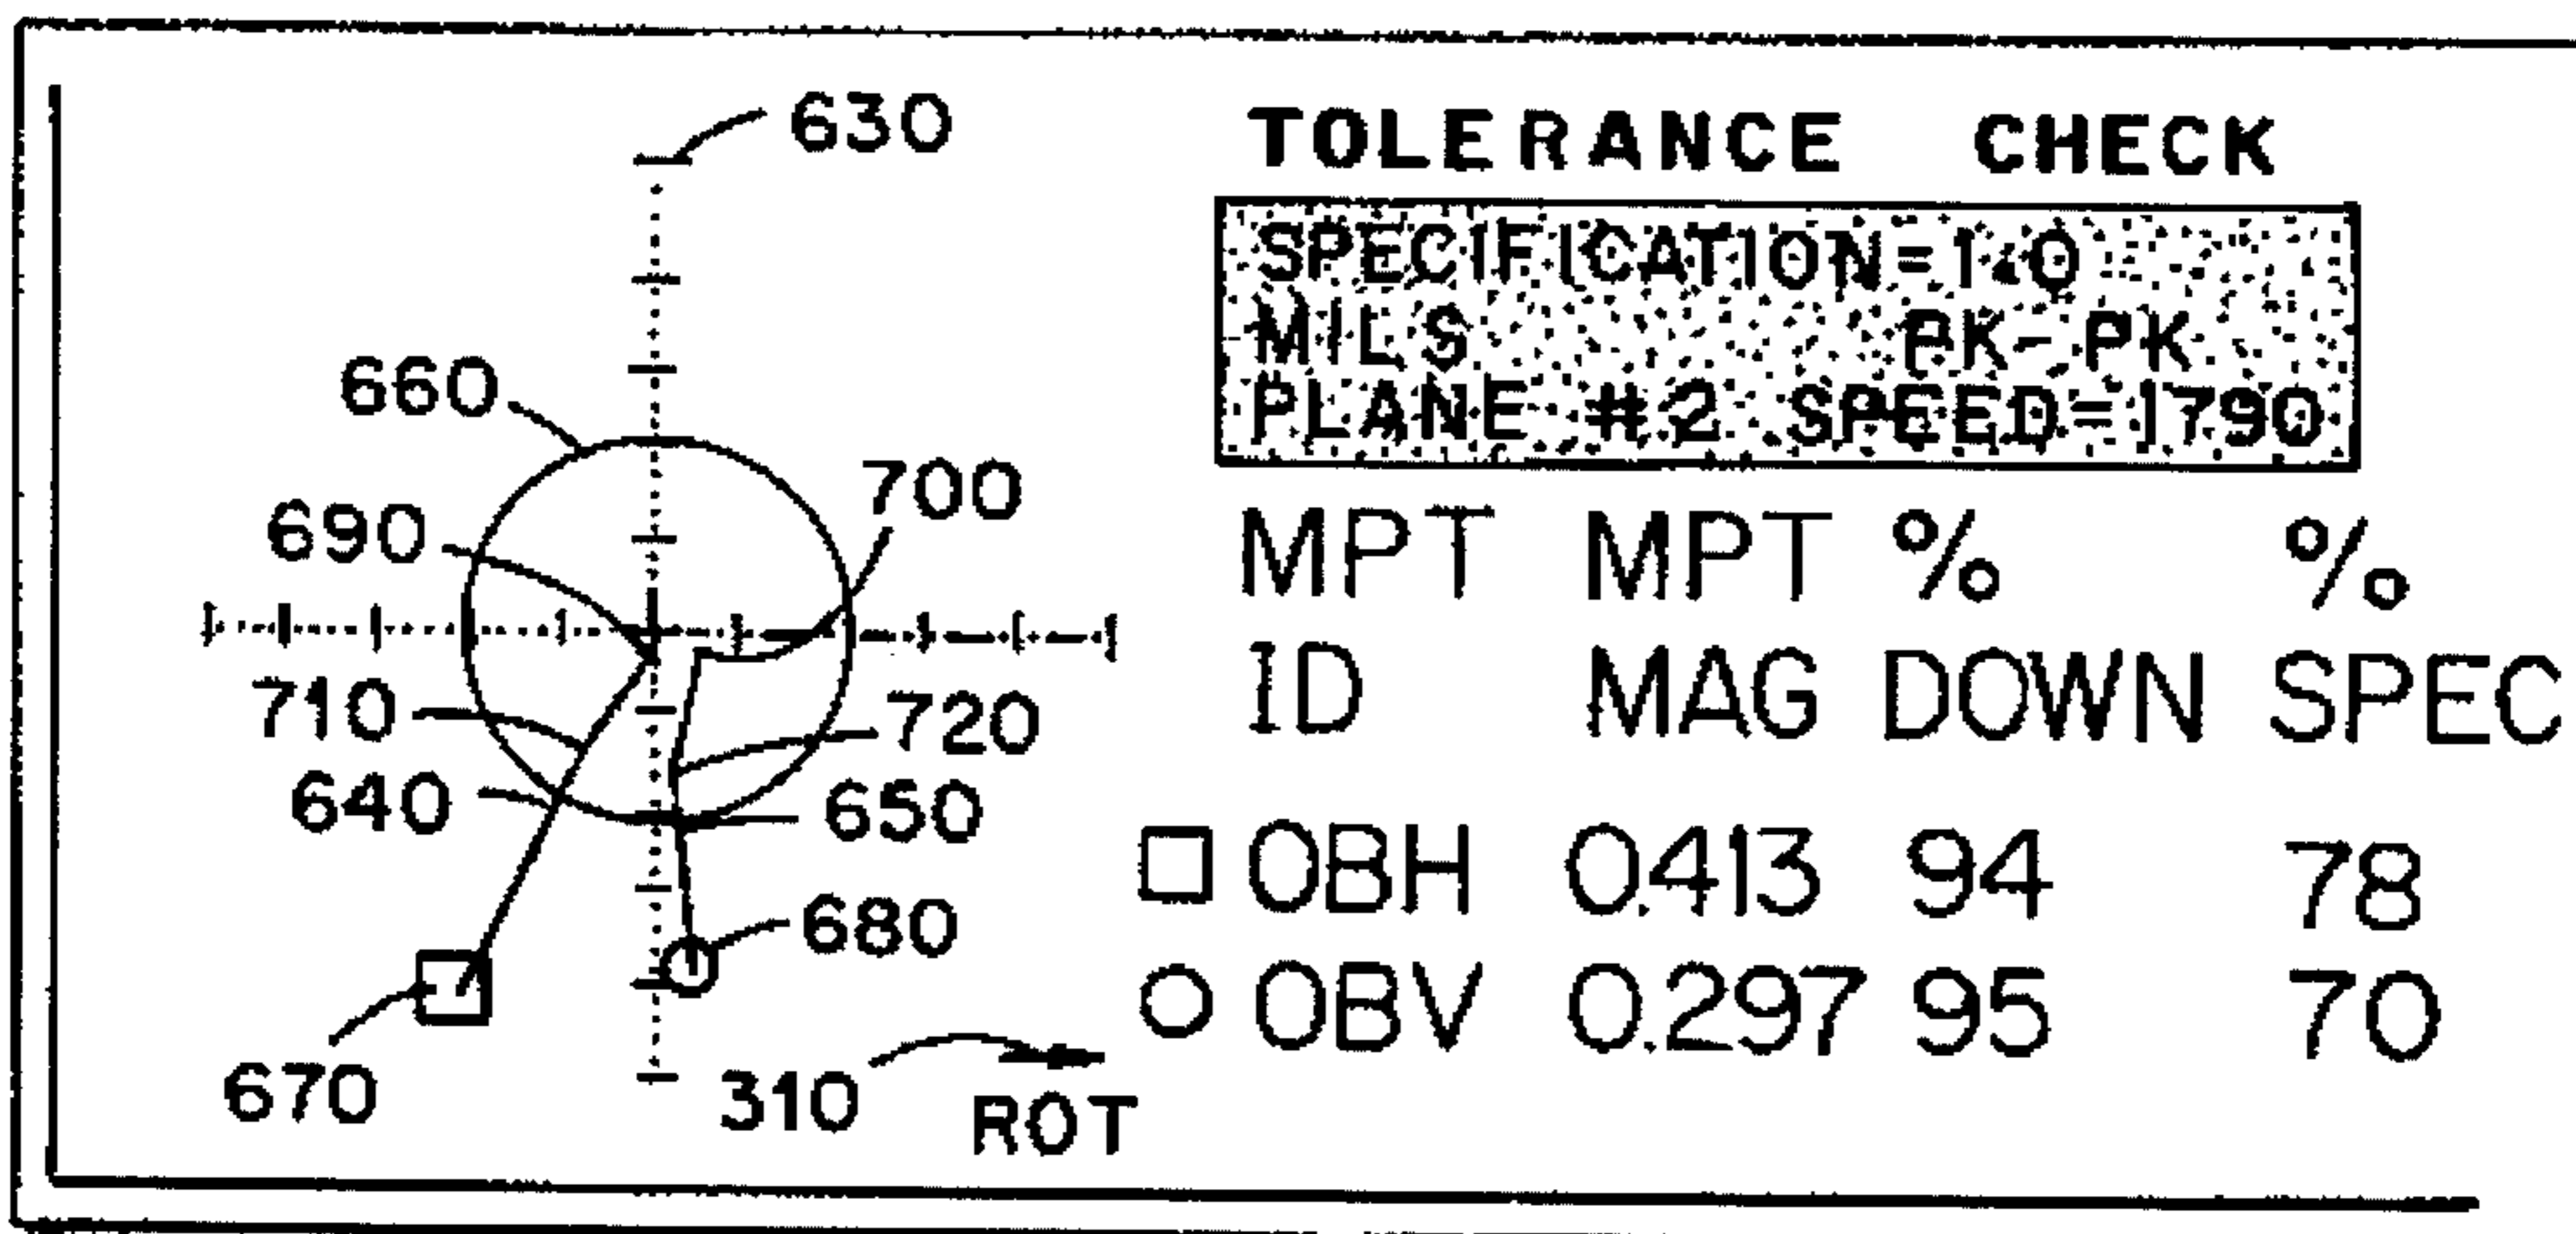 630
660
690
700
710
720
640
650
680
670
310
ROT
TOLERANCE CHECK
SPECIFICATION=1.0
MILS PK-PK
PLANE #2 SPEED=1790
MPT MPT % %
ID MAG DOWN SPEC
OBH 0.413 94 78
OBV 0.297 95 70